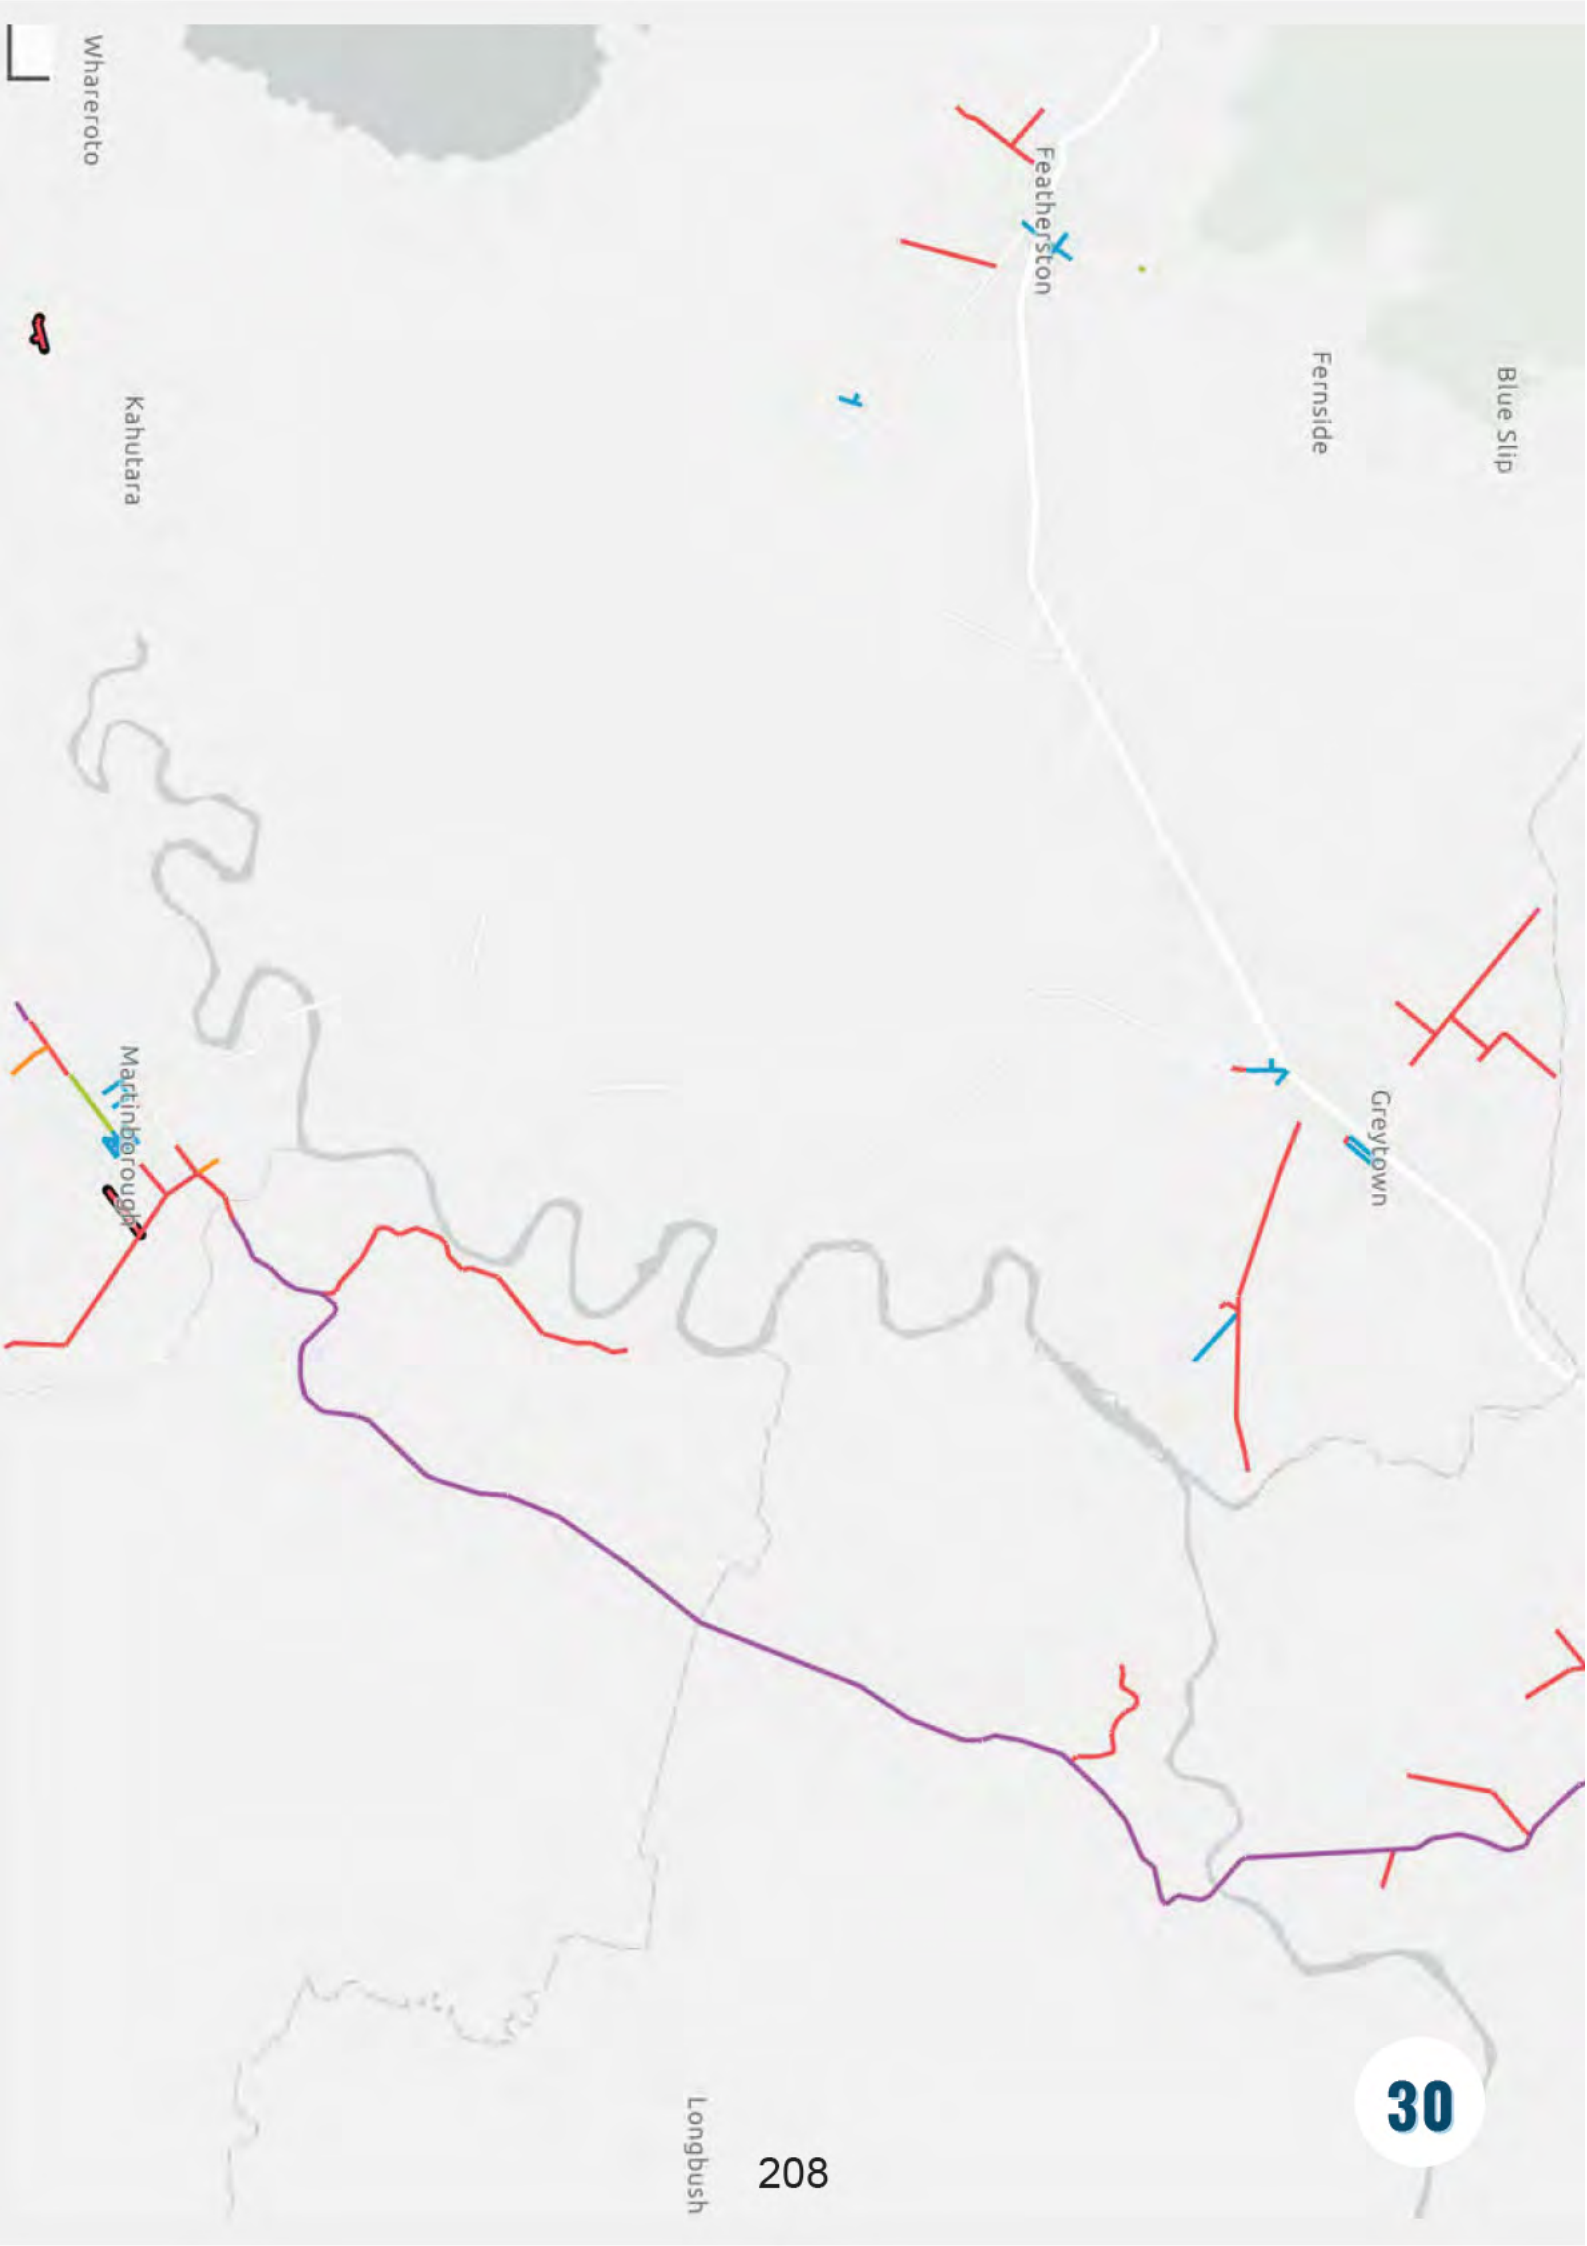 Blue Slip
Fernside
Featherston
Whareroto
Kahutara
Greytown
Martinborough
Longbush
30
208